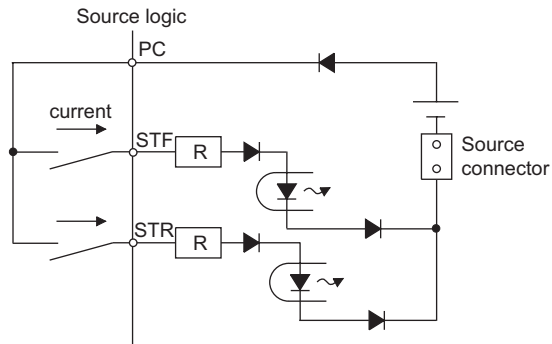 Source logic
PC
current
STF
R
Source
connector
STR
R